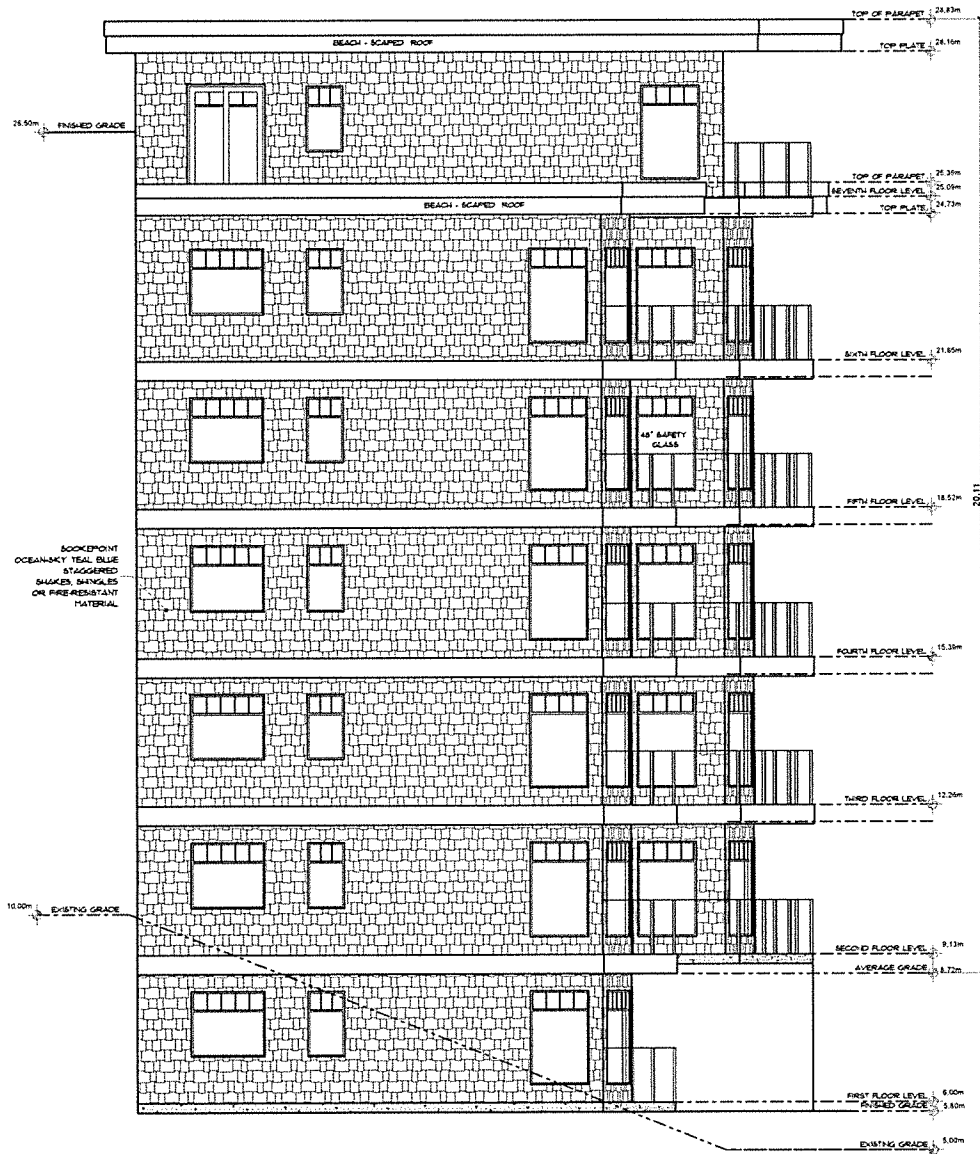 TOP OF PARAPET 28.83m
BEACH - SCAPED ROOF
TOP PLATE 28.16m
26.50m FINISHED GRADE
TOP OF PARAPET 25.35m
SEVENTH FLOOR LEVEL 25.09m
BEACH - SCAPED ROOF
TOP PLATE 24.73m
SIXTH FLOOR LEVEL 21.65m
48" SAFETY
GLASS
20.11
FIFTH FLOOR LEVEL 18.52m
SOOKEPOINT
OCEAN-SKY TEAL BLUE
STAGGERED
SHAKES, SHINGLES
OR FIRE-RESISTANT
MATERIAL
FOURTH FLOOR LEVEL 15.39m
THIRD FLOOR LEVEL 12.26m
10.00m EXISTING GRADE
SECOND FLOOR LEVEL 9.13m
AVERAGE GRADE 8.72m
FIRST FLOOR LEVEL 6.00m
FINISHED GRADE 5.80m
EXISTING GRADE 5.00m